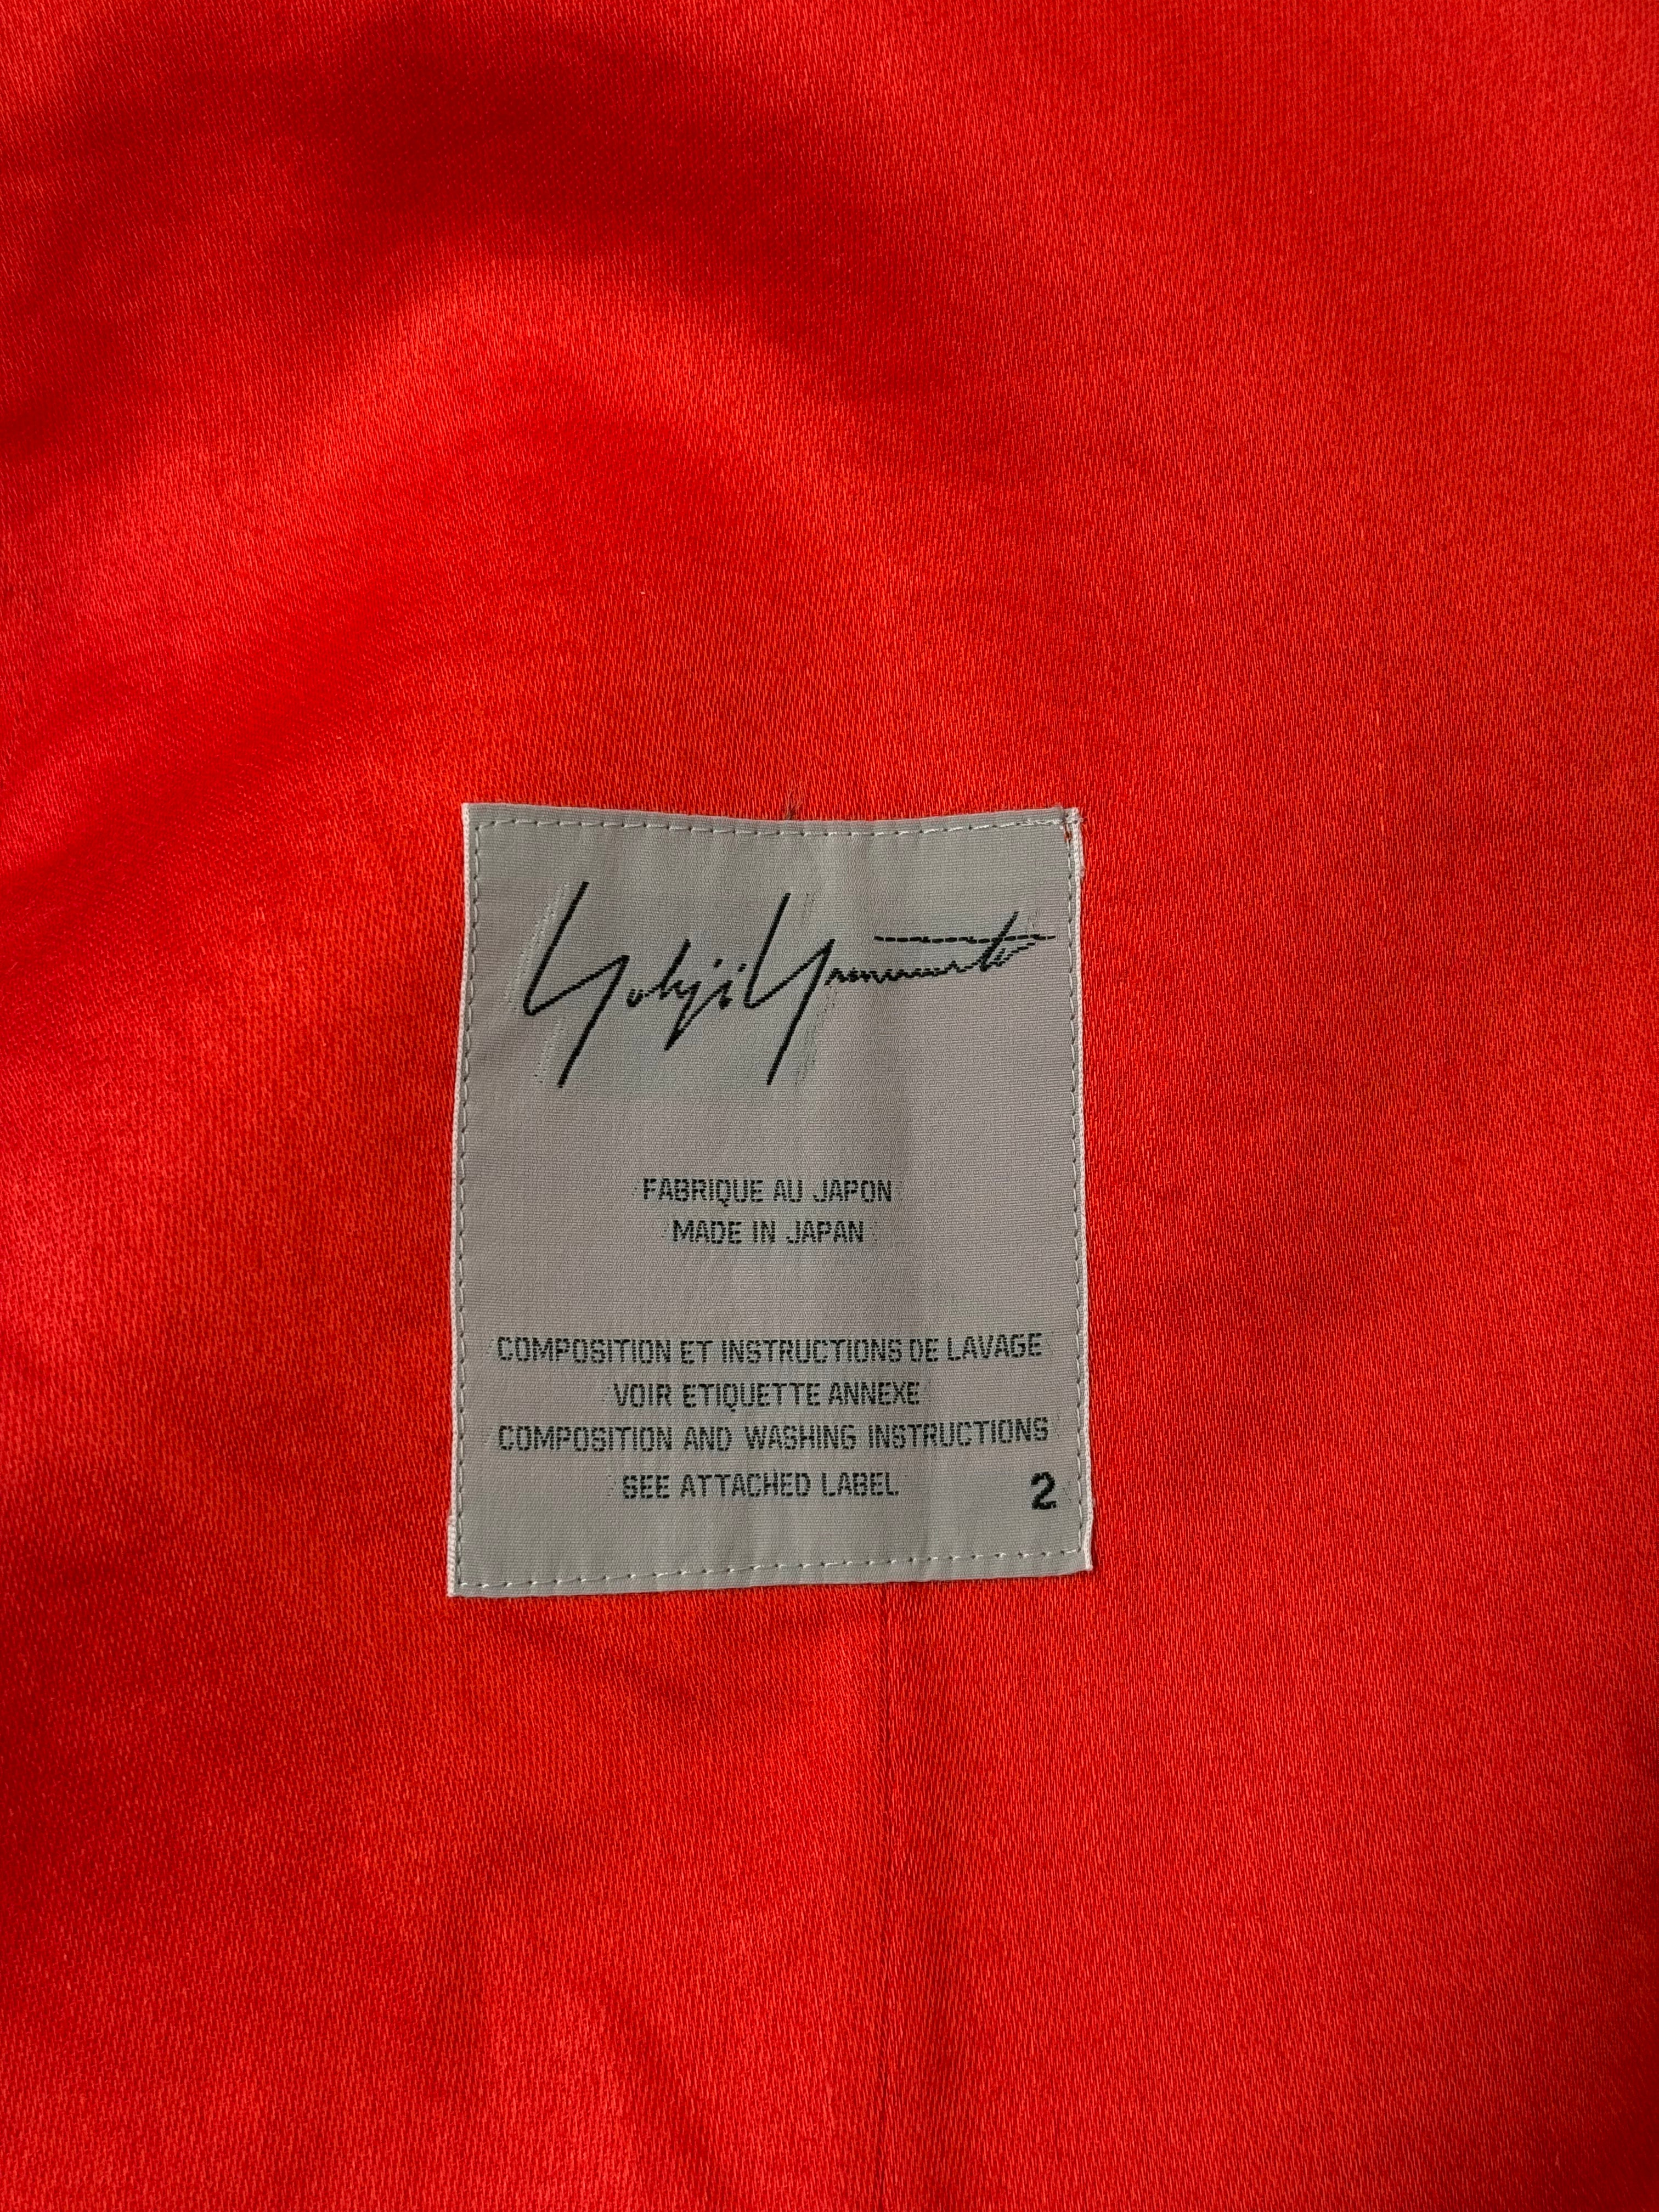 Yohji Yamamoto
FABRIQUE AU JAPON
MADE IN JAPAN
COMPOSITION ET INSTRUCTIONS DE LAVAGE
VOIR ETIQUETTE ANNEXE
COMPOSITION AND WASHING INSTRUCTIONS
SEE ATTACHED LABEL 2